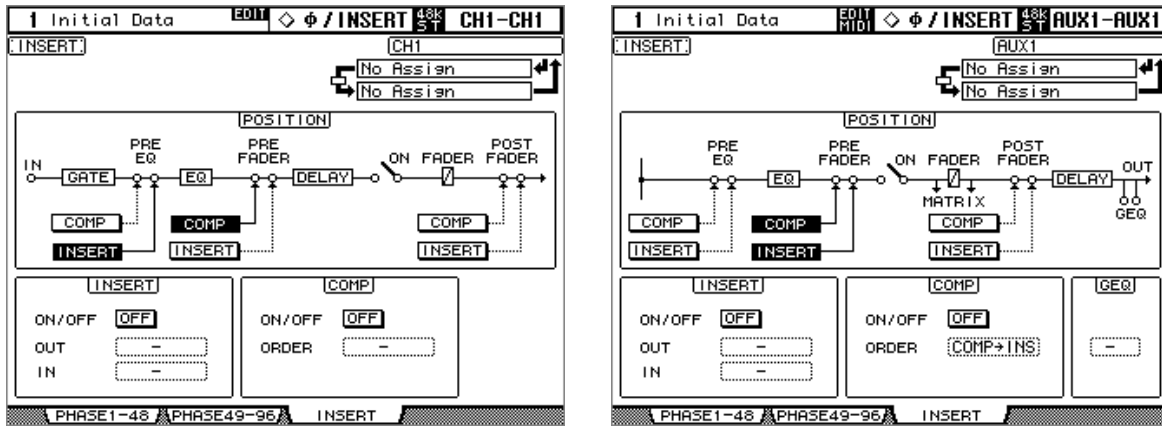 1 Initial Data EDIT ◇ φ/INSERT 48k ST CH1-CH1
INSERT CH1
No Assign
No Assign
POSITION
PRE EQ PRE FADER POST FADER
IN GATE EQ DELAY ON FADER
COMP COMP COMP
INSERT INSERT INSERT
INSERT COMP
ON/OFF OFF ON/OFF OFF
OUT - ORDER -
IN -
PHASE1-48 PHASE49-96 INSERT
1 Initial Data EDIT MIDI ◇ φ/INSERT 48k ST AUX1-AUX1
INSERT AUX1
No Assign
No Assign
POSITION
PRE EQ PRE FADER ON FADER POST FADER
EQ DELAY OUT
MATRIX GEQ
COMP COMP COMP
INSERT INSERT INSERT
INSERT COMP GEQ
ON/OFF OFF ON/OFF OFF
OUT - ORDER COMP→INS -
IN -
PHASE1-48 PHASE49-96 INSERT